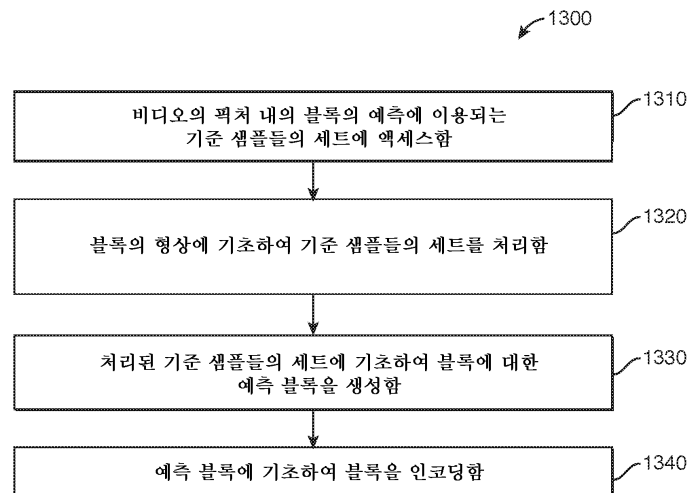 1300
비디오의 픽처 내의 블록의 예측에 이용되는
기준 샘플들의 세트에 액세스함
1310
블록의 형상에 기초하여 기준 샘플들의 세트를 처리함
1320
처리된 기준 샘플들의 세트에 기초하여 블록에 대한
예측 블록을 생성함
1330
예측 블록에 기초하여 블록을 인코딩함
1340